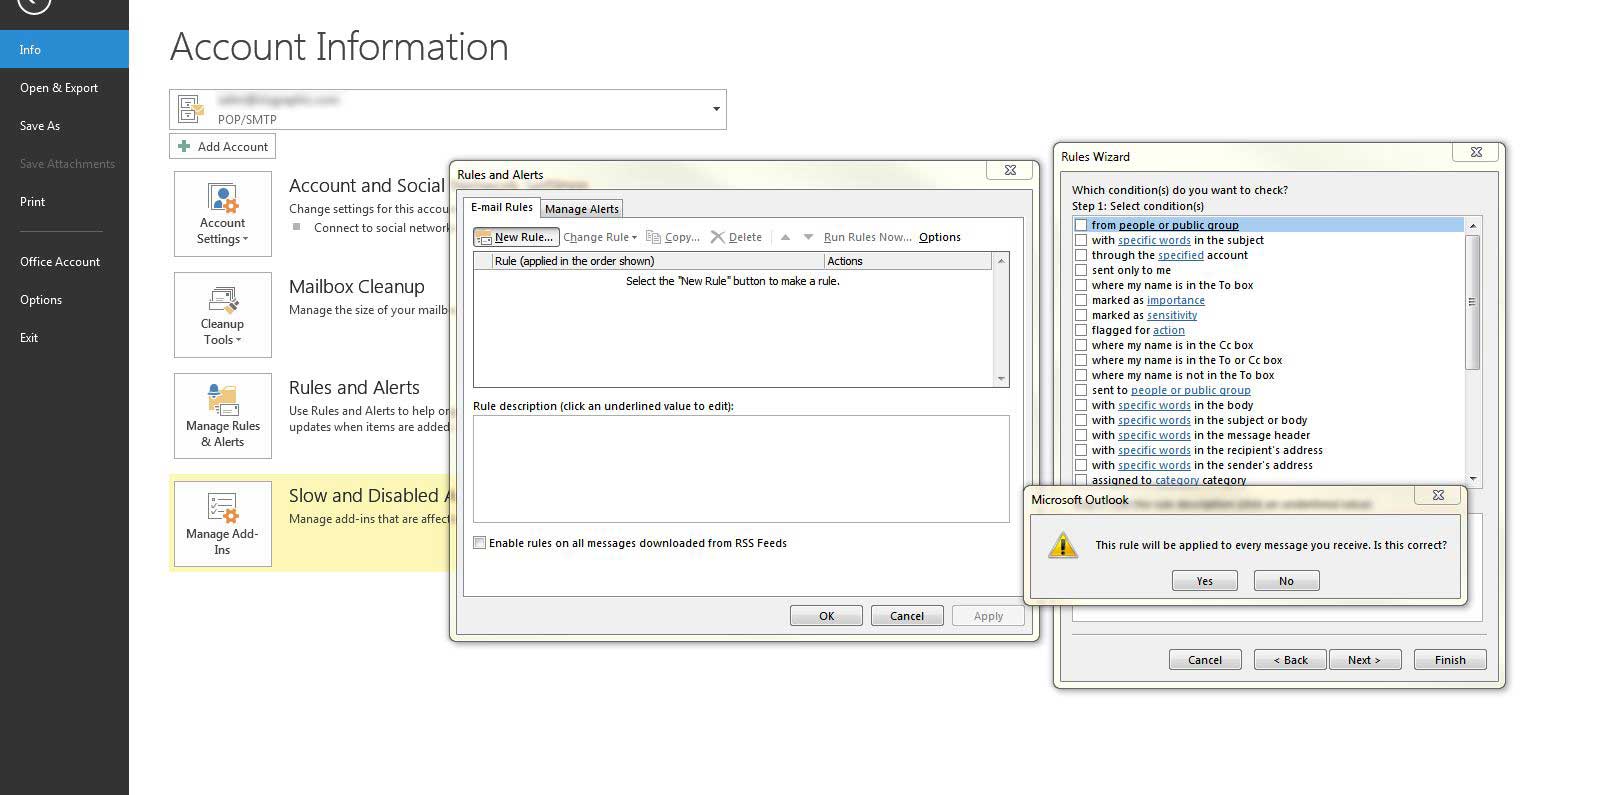 Info
Open & Export
Save As
Save Attachments
Print
Office Account
Options
Exit
Account Information
POP/SMTP
Add Account
Account
Settings
Account and Social
Change settings for this accou
Connect to social network
Cleanup
Tools
Mailbox Cleanup
Manage the size of your mailb
Manage Rules
& Alerts
Rules and Alerts
Use Rules and Alerts to help or
updates when items are added
Manage Add-
Ins
Slow and Disabled A
Manage add-ins that are affect
Rules and Alerts
E-mail Rules Manage Alerts
New Rule... Change Rule Copy... Delete Run Rules Now... Options
Rule (applied in the order shown) Actions
Select the "New Rule" button to make a rule.
Rule description (click an underlined value to edit):
Enable rules on all messages downloaded from RSS Feeds
OK Cancel Apply
Rules Wizard
Which condition(s) do you want to check?
Step 1: Select condition(s)
from people or public group
with specific words in the subject
through the specified account
sent only to me
where my name is in the To box
marked as importance
marked as sensitivity
flagged for action
where my name is in the Cc box
where my name is in the To or Cc box
where my name is not in the To box
sent to people or public group
with specific words in the body
with specific words in the subject or body
with specific words in the message header
with specific words in the recipient's address
with specific words in the sender's address
assigned to category category
Microsoft Outlook
This rule will be applied to every message you receive. Is this correct?
Yes No
Cancel < Back Next > Finish